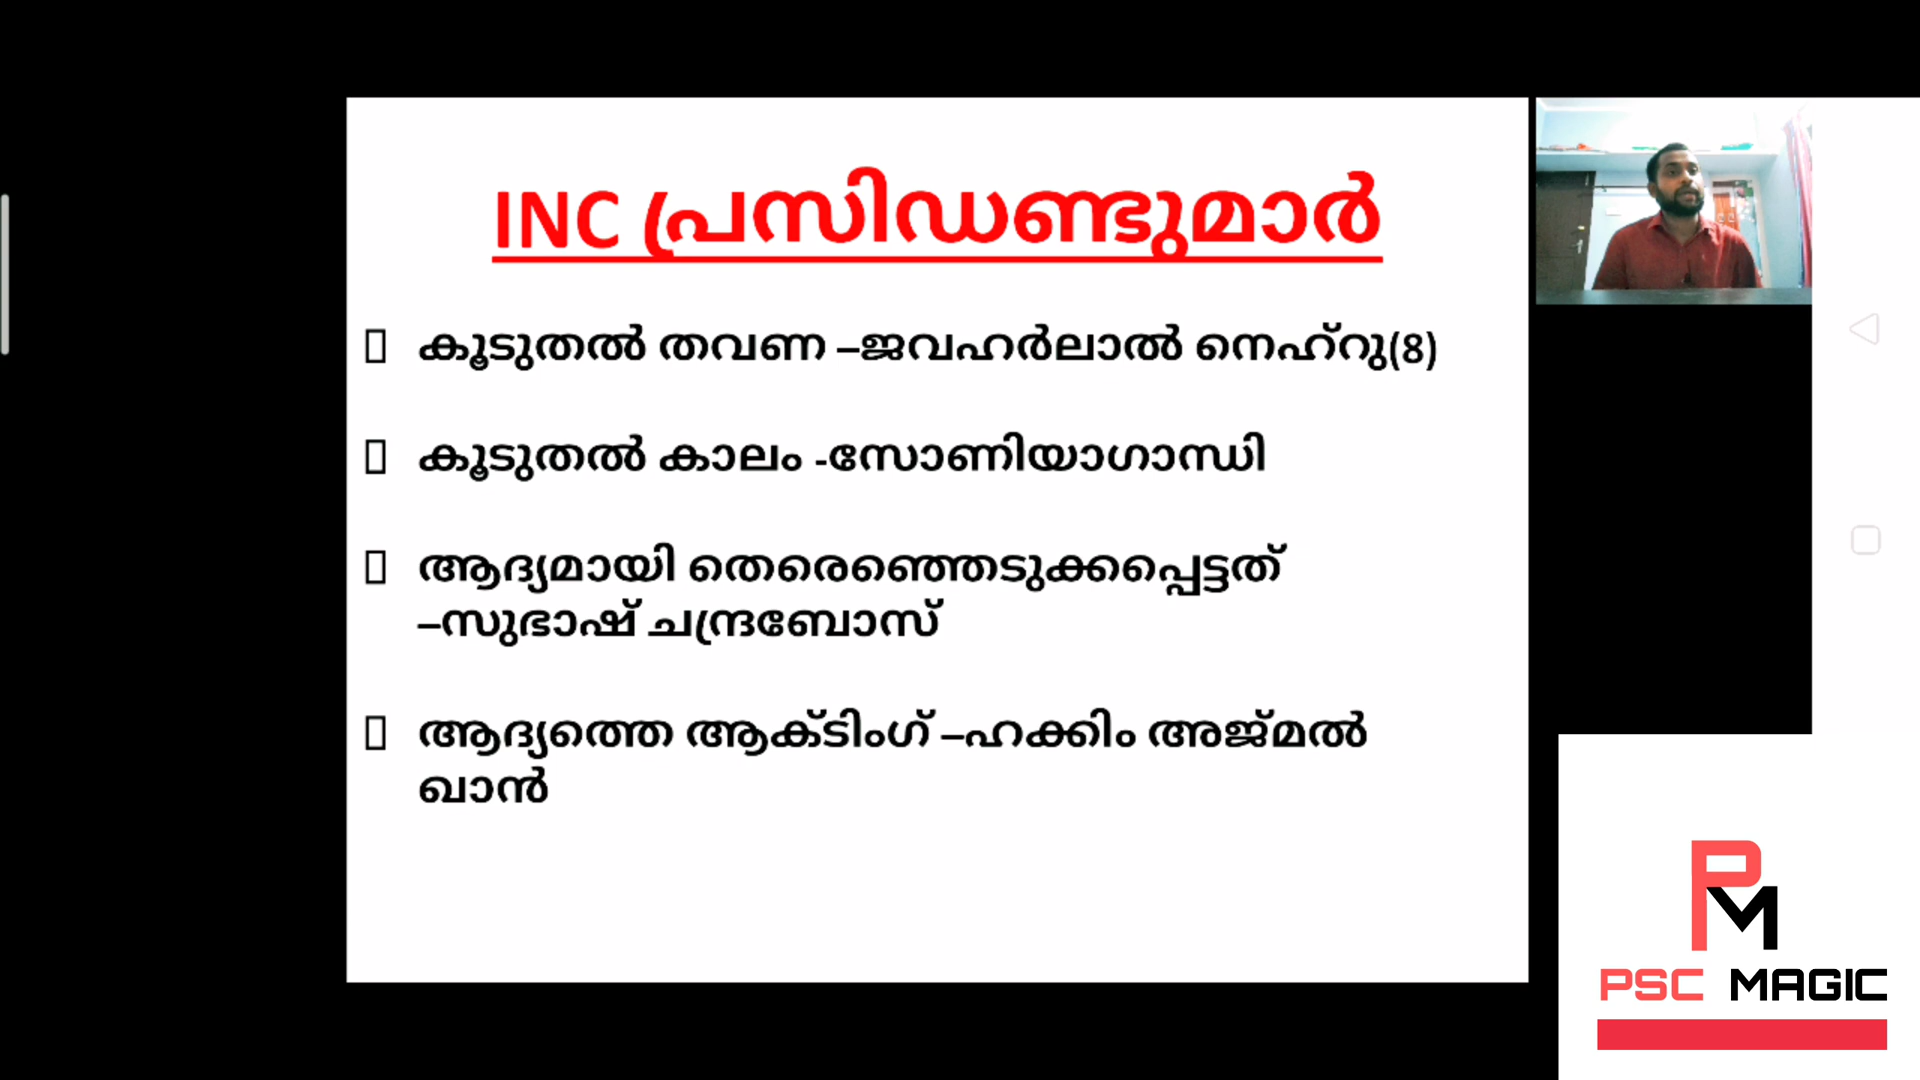 INC പ്രസിഡണ്ടുമാർ
കൂടുതൽ തവണ –ജവഹർലാൽ നെഹ്റു(8)
കൂടുതൽ കാലം -സോണിയാഗാന്ധി
ആദ്യമായി തെരെഞ്ഞെടുക്കപ്പെട്ടത്
–സുഭാഷ് ചന്ദ്രബോസ്
ആദ്യത്തെ ആക്ടിംഗ് –ഹക്കിം അജ്മൽ
ഖാൻ
PM
PSC MAGIC